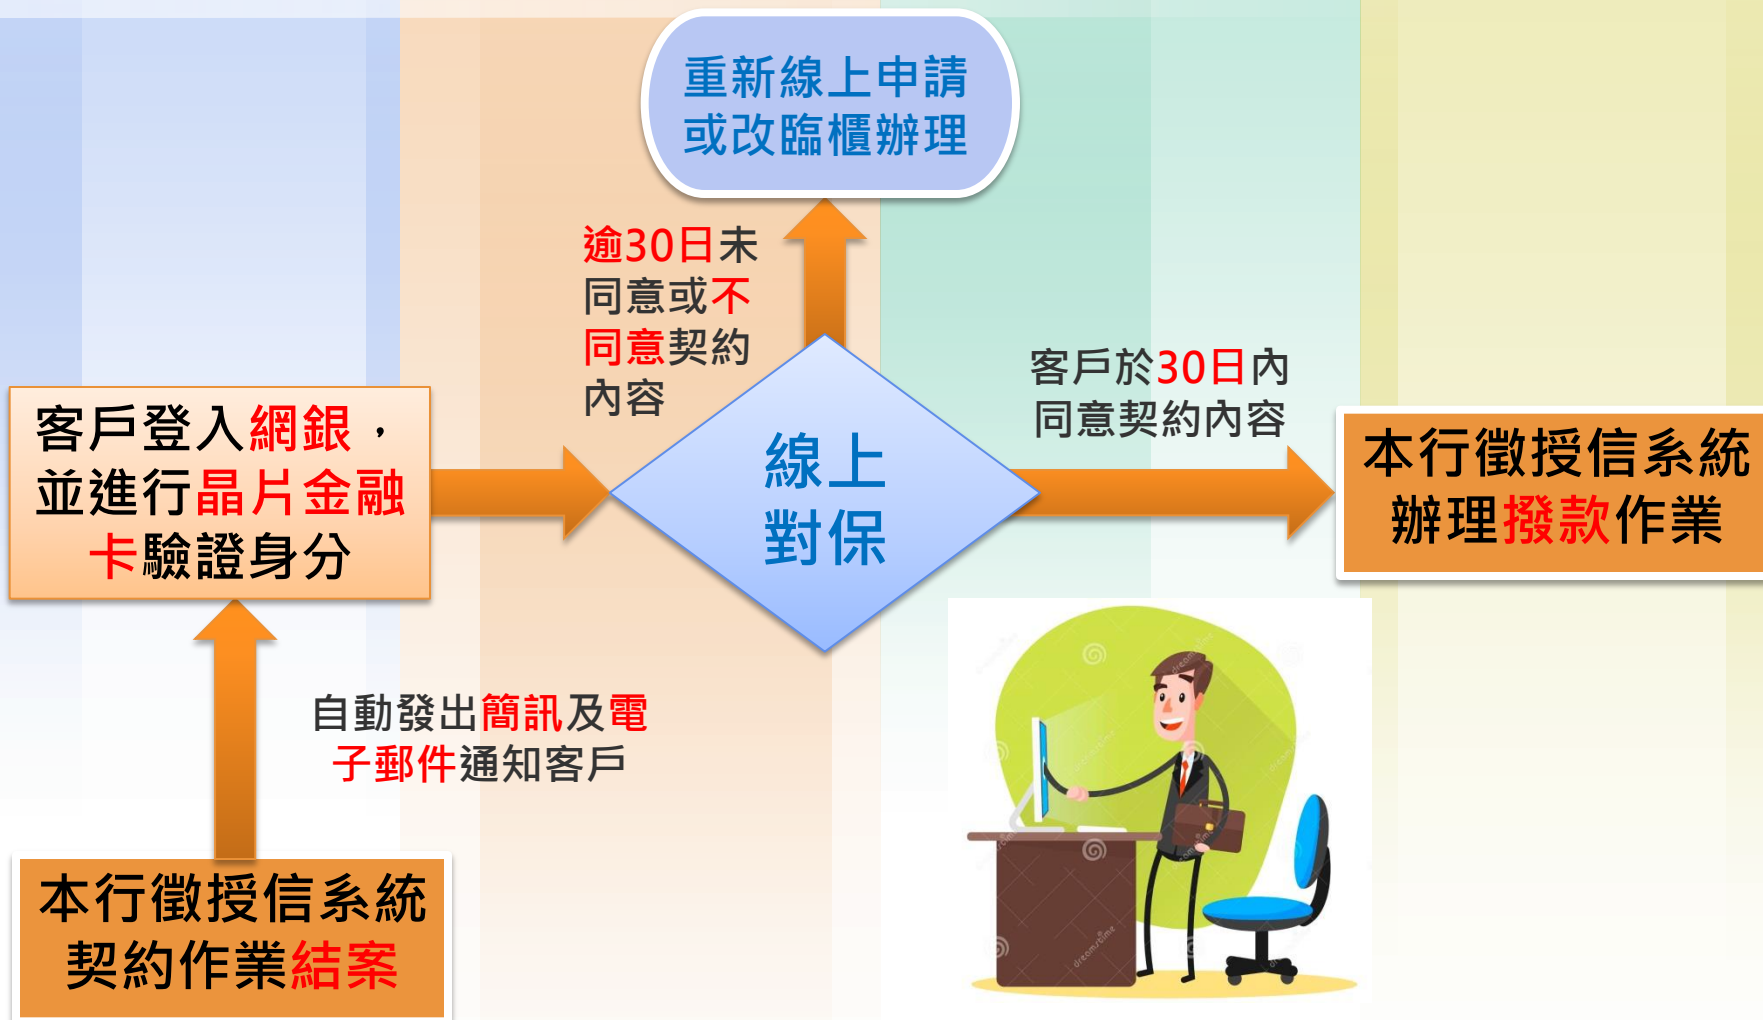 重新線上申請
或改臨櫃辦理
逾30日未
同意或不
同意契約
內容
客戶於30日內
同意契約內容
客戶登入網銀，
並進行晶片金融
卡驗證身分
線上
對保
本行徵授信系統
辦理撥款作業
自動發出簡訊及電
子郵件通知客戶
本行徵授信系統
契約作業結案
dreamstime
dreamstime
dreamstime
dreamstime